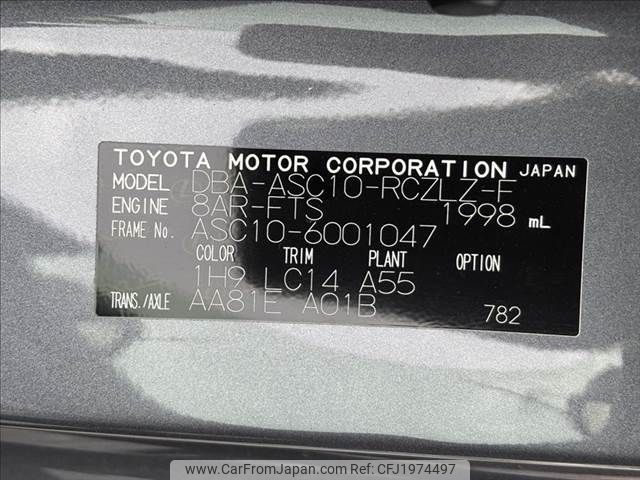 TOYOTA MOTOR CORPORATION JAPAN
MODEL DBA-ASC10-RCZLZ-F
ENGINE 8AR-FTS 1998 mL
FRAME No. ASC10-6001047
COLOR TRIM PLANT OPTION
1H9 LC14 A55
TRANS./AXLE AA81E A01B 782
© www.CarFromJapan.com ID:CFJ1974497